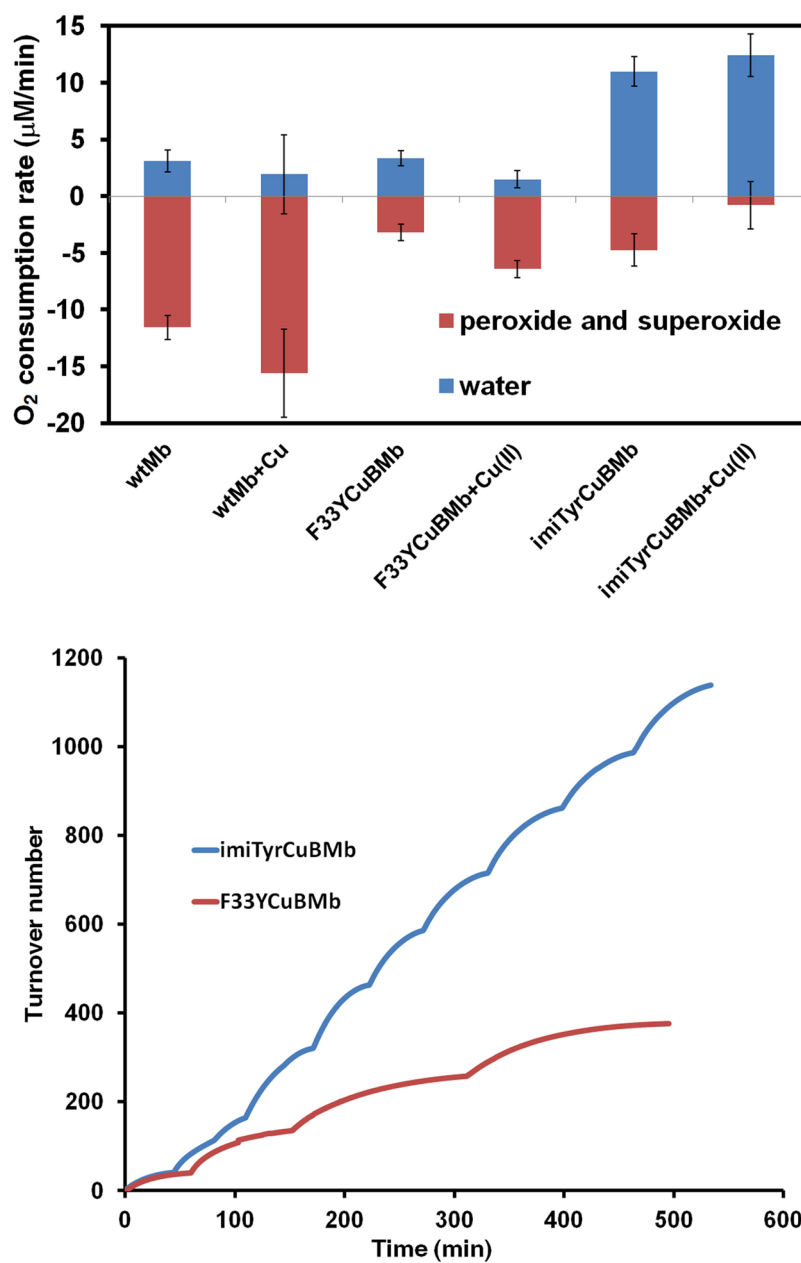 O2 consumption rate (μM/min)
15
10
5
0
-5
-10
-15
-20
peroxide and superoxide
water
wtMb
wtMb+Cu
F33YCuBMb
F33YCuBMb+Cu(II)
imiTyrCuBMb
imiTyrCuBMb+Cu(II)
Turnover number
1200
1000
800
600
400
200
0
imiTyrCuBMb
F33YCuBMb
0 100 200 300 400 500 600
Time (min)